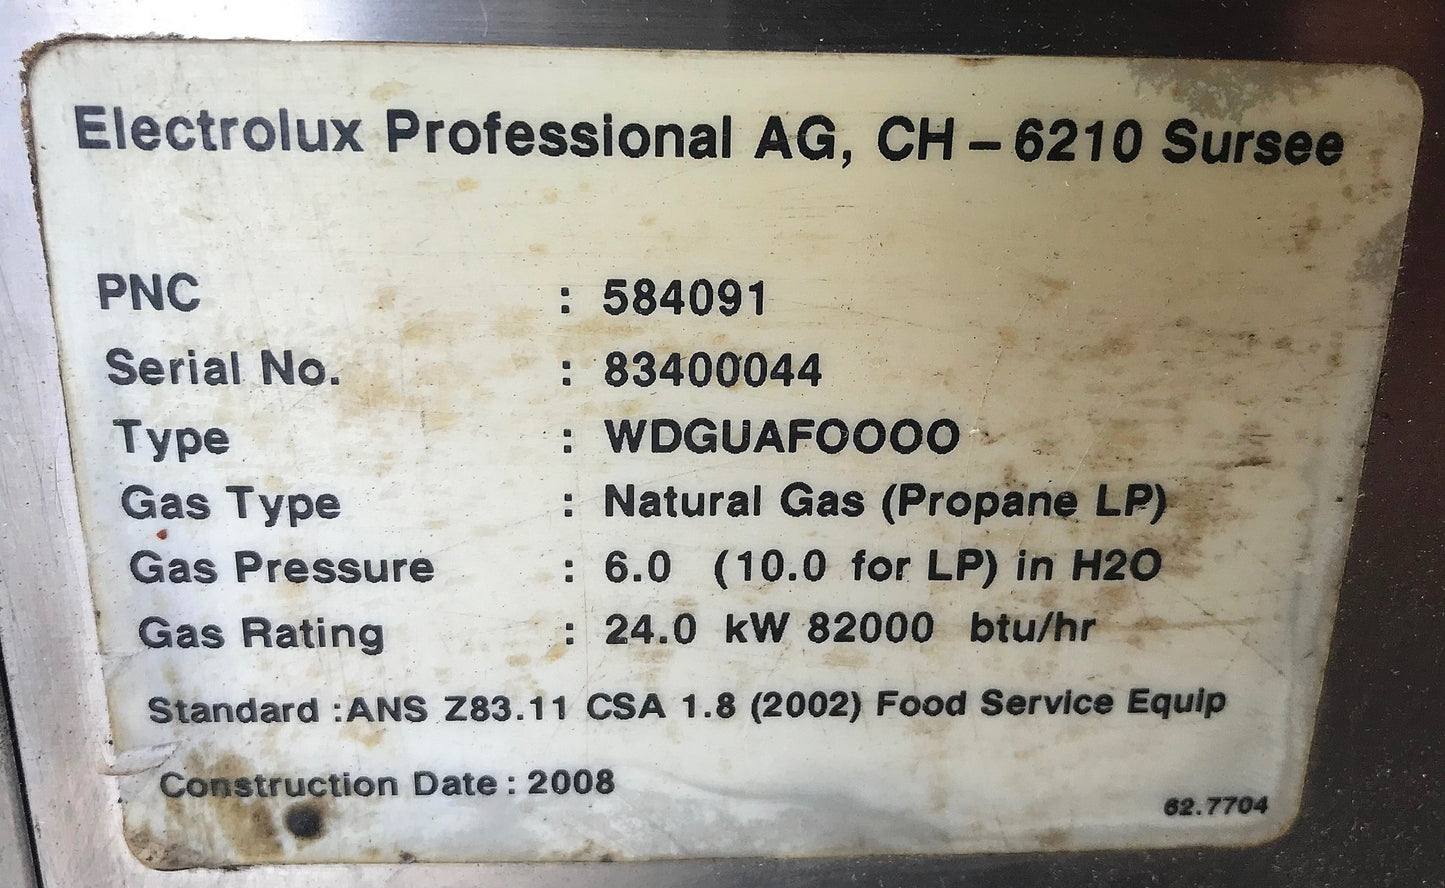 Electrolux Professional AG, CH – 6210 Sursee
PNC : 584091
Serial No. : 83400044
Type : WDGUAFOOOO
Gas Type : Natural Gas (Propane LP)
Gas Pressure : 6.0 (10.0 for LP) in H2O
Gas Rating : 24.0 kW 82000 btu/hr
Standard :ANS Z83.11 CSA 1.8 (2002) Food Service Equip
Construction Date : 2008
62.7704